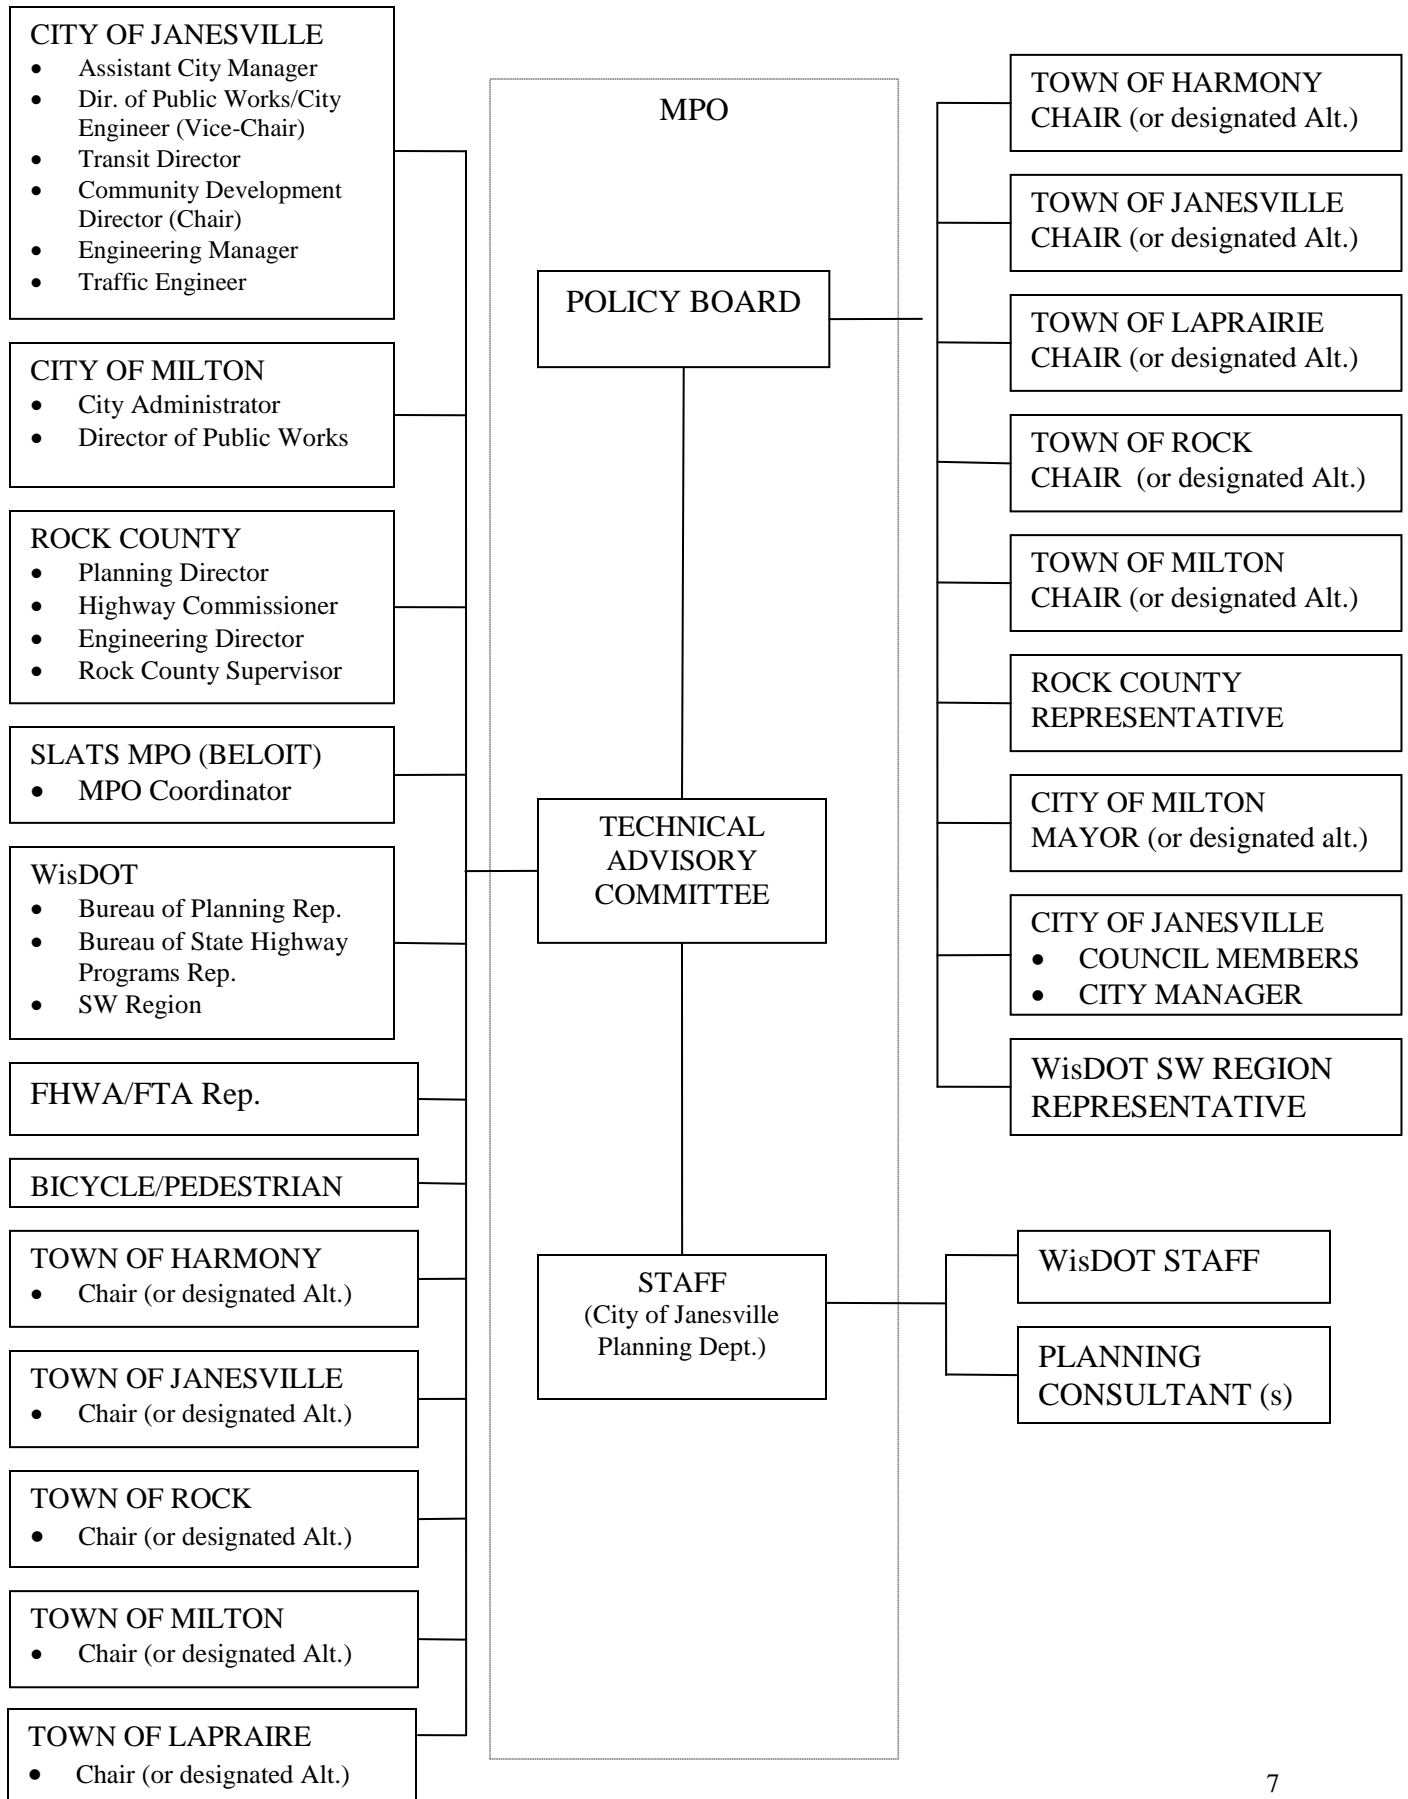 CITY OF JANESVILLE
• Assistant City Manager
• Dir. of Public Works/City
Engineer (Vice-Chair)
• Transit Director
• Community Development
Director (Chair)
• Engineering Manager
• Traffic Engineer
CITY OF MILTON
• City Administrator
• Director of Public Works
ROCK COUNTY
• Planning Director
• Highway Commissioner
• Engineering Director
• Rock County Supervisor
SLATS MPO (BELOIT)
• MPO Coordinator
WisDOT
• Bureau of Planning Rep.
• Bureau of State Highway
Programs Rep.
• SW Region
FHWA/FTA Rep.
BICYCLE/PEDESTRIAN
TOWN OF HARMONY
• Chair (or designated Alt.)
TOWN OF JANESVILLE
• Chair (or designated Alt.)
TOWN OF ROCK
• Chair (or designated Alt.)
TOWN OF MILTON
• Chair (or designated Alt.)
TOWN OF LAPRAIRE
• Chair (or designated Alt.)
MPO
POLICY BOARD
TECHNICAL
ADVISORY
COMMITTEE
STAFF
(City of Janesville
Planning Dept.)
TOWN OF HARMONY
CHAIR (or designated Alt.)
TOWN OF JANESVILLE
CHAIR (or designated Alt.)
TOWN OF LAPRAIRIE
CHAIR (or designated Alt.)
TOWN OF ROCK
CHAIR (or designated Alt.)
TOWN OF MILTON
CHAIR (or designated Alt.)
ROCK COUNTY
REPRESENTATIVE
CITY OF MILTON
MAYOR (or designated alt.)
CITY OF JANESVILLE
• COUNCIL MEMBERS
• CITY MANAGER
WisDOT SW REGION
REPRESENTATIVE
WisDOT STAFF
PLANNING
CONSULTANT (s)
7